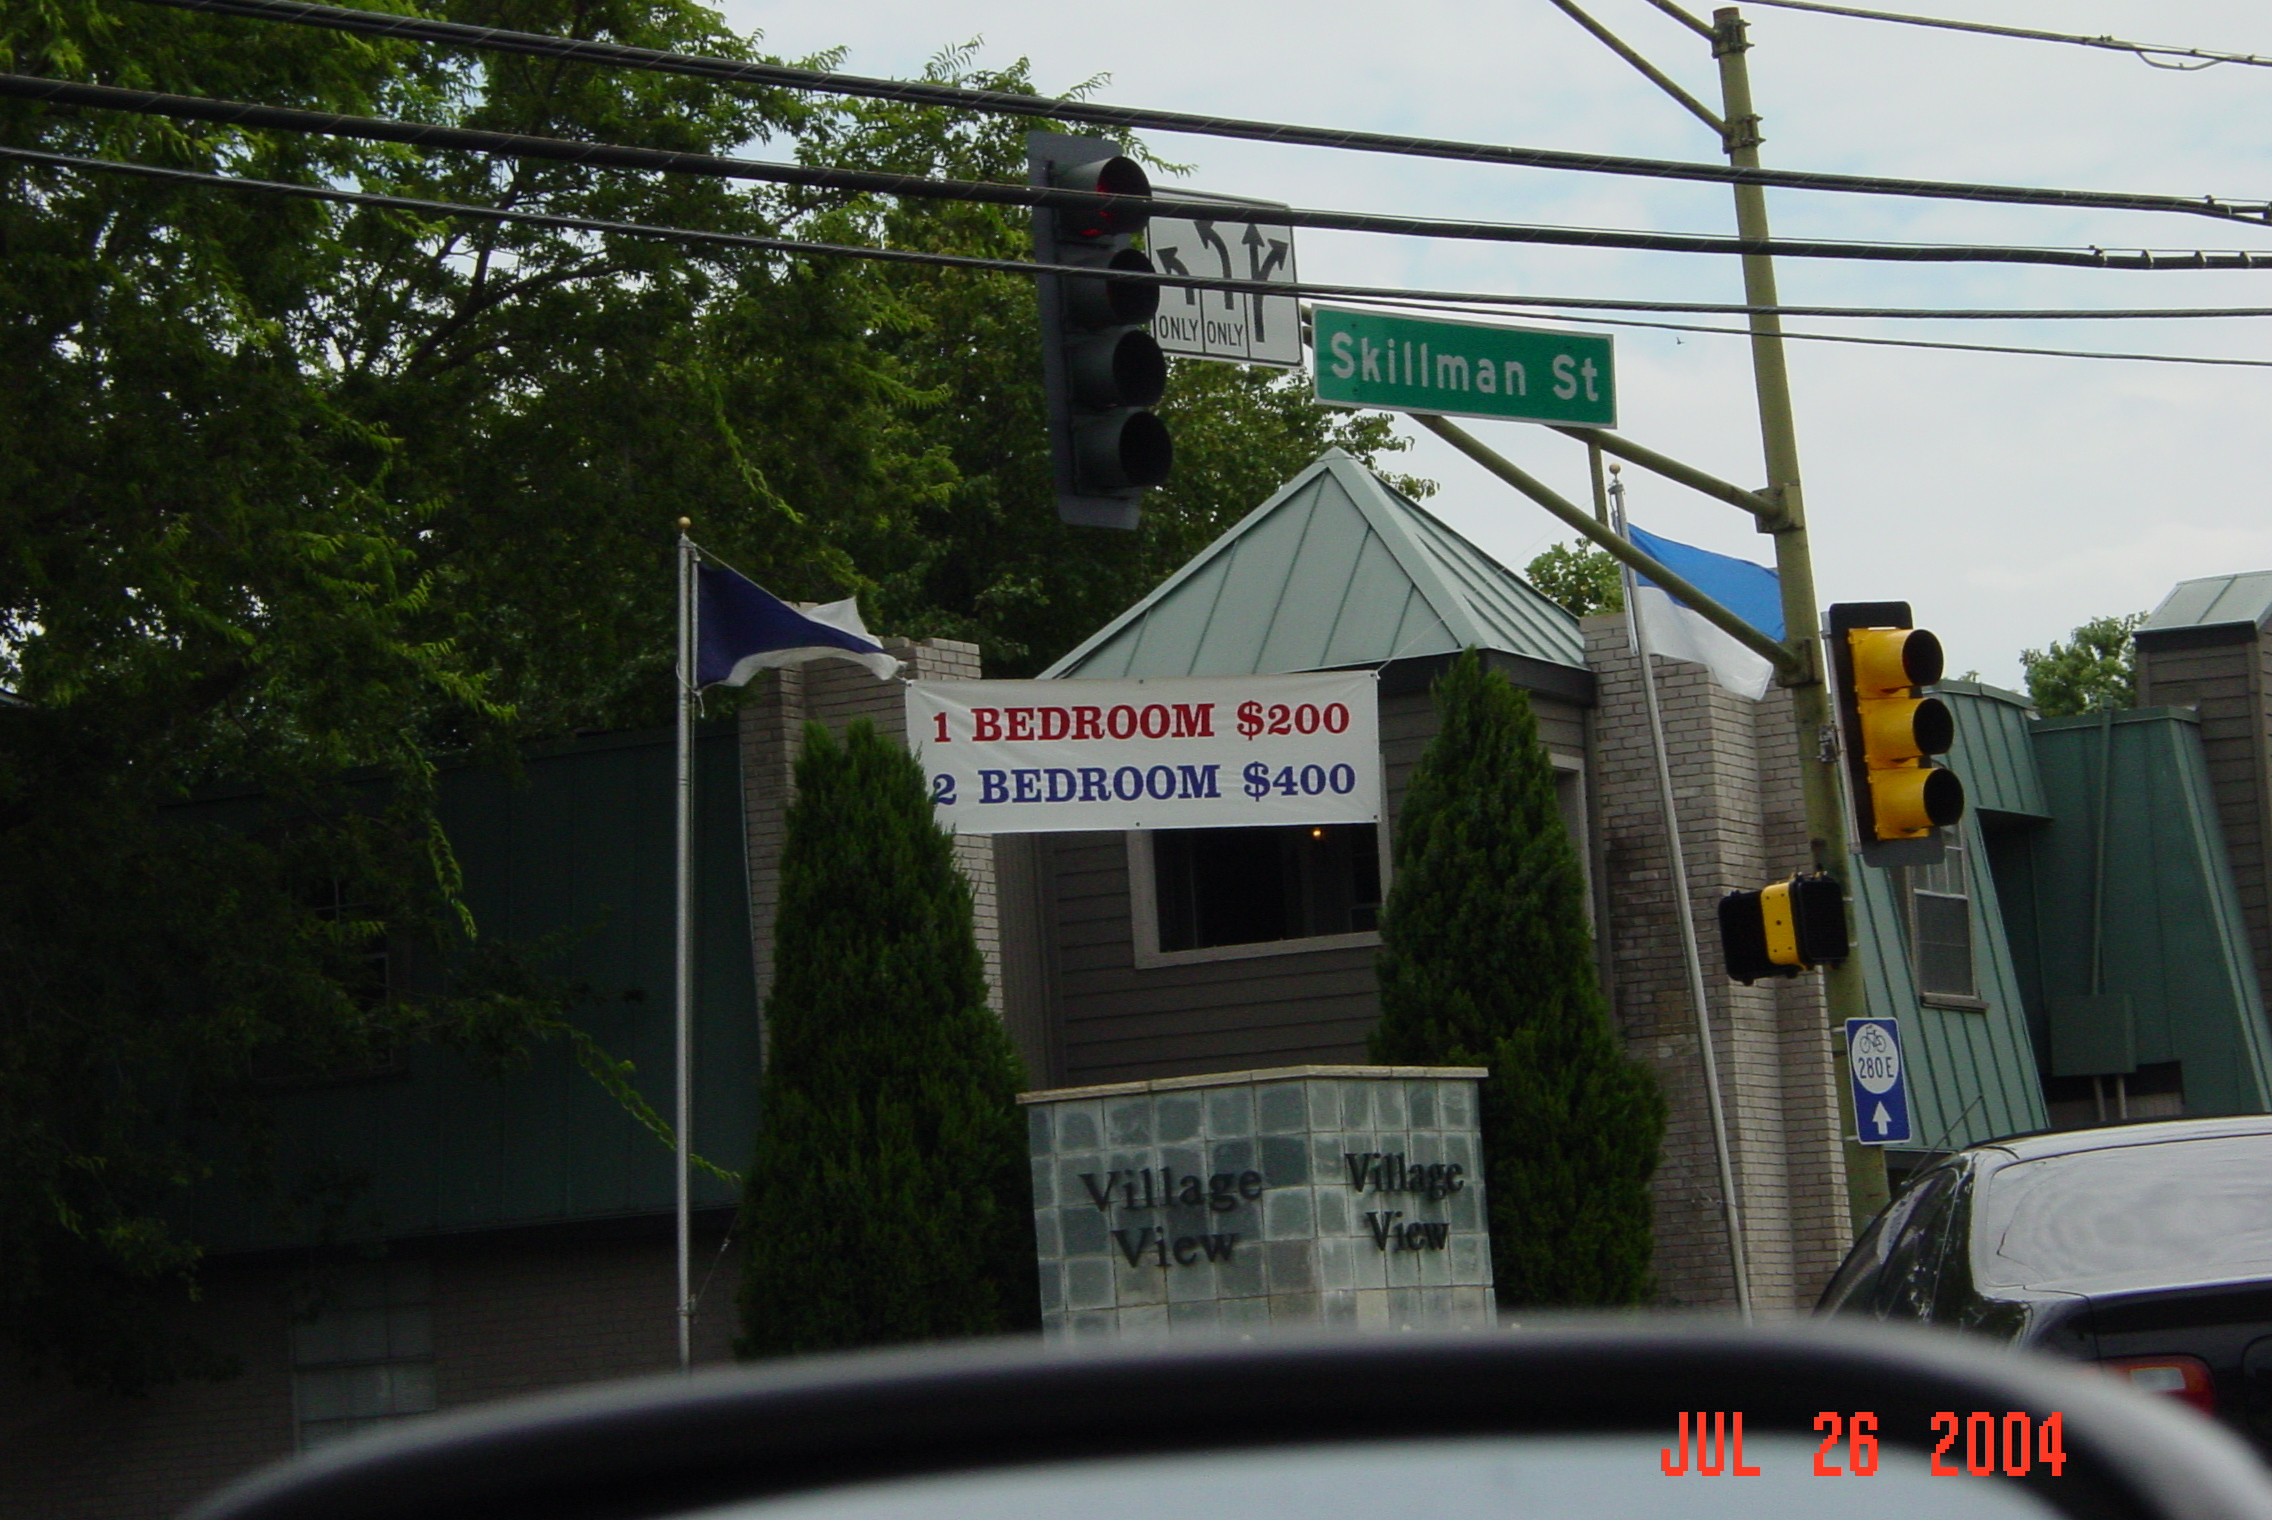 ONLY ONLY
Skillman St
1 BEDROOM $200
2 BEDROOM $400
280 E
Village
View
Village
View
JUL 26 2004